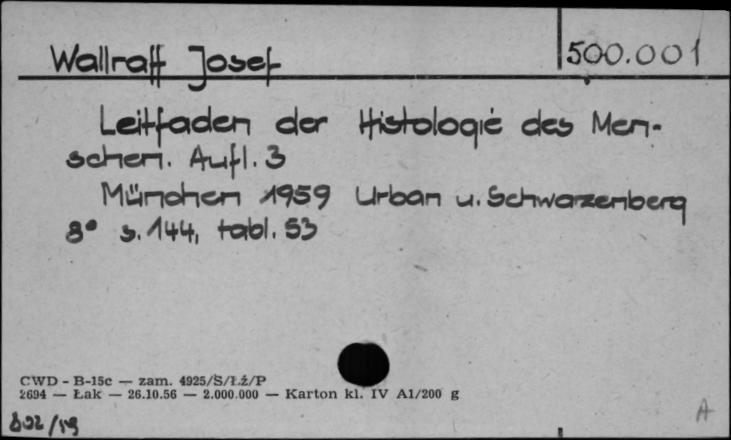 Wallraff Josef 500.001
Leitfaden der Histologie des Men-
schen. Aufl. 3
München 1959 Urban u. Schwarzenberg
8° s. 144, tabl. 53
CWD - B-15c — zam. 4925/S/Łż/P
2694 — Łak — 26.10.56 — 2.000.000 — Karton kl. IV A1/200 g
A